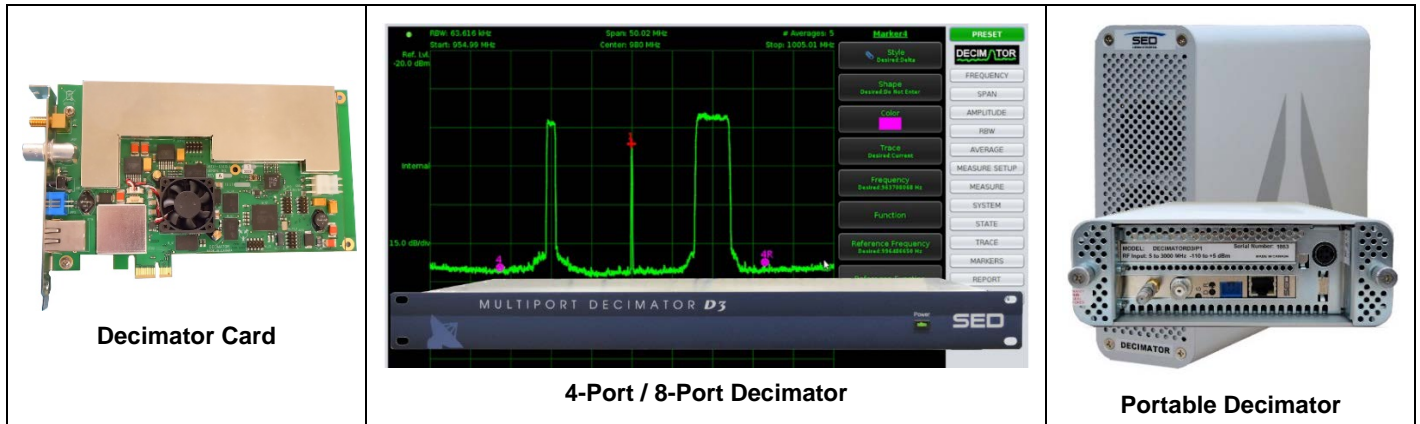 Decimator Card
RBW: 63.616 kHz
Span: 50.02 MHz
# Averages: 5
Start: 954.99 MHz
Center: 980 MHz
Stop: 1005.01 MHz
Ref. Lvl.
-20.0 dBm
Internal
15.0 dB/div
1
4
4R
Marker4
Style
Desired:Delta
Shape
Desired:Do Not Enter
Color
Trace
Desired:Current
Frequency
Function
Reference Frequency
PRESET
DECIMATOR
FREQUENCY
SPAN
AMPLITUDE
RBW
AVERAGE
MEASURE SETUP
MEASURE
SYSTEM
STATE
TRACE
MARKERS
REPORT
MULTIPORT DECIMATOR D3
Power
SED
4-Port / 8-Port Decimator
SED
MODEL: DECIMATORD3IP1
Serial Number: 1003
RF Input: 5 to 3000 MHz -110 to +5 dBm
MADE IN CANADA
DECIMATOR
Portable Decimator